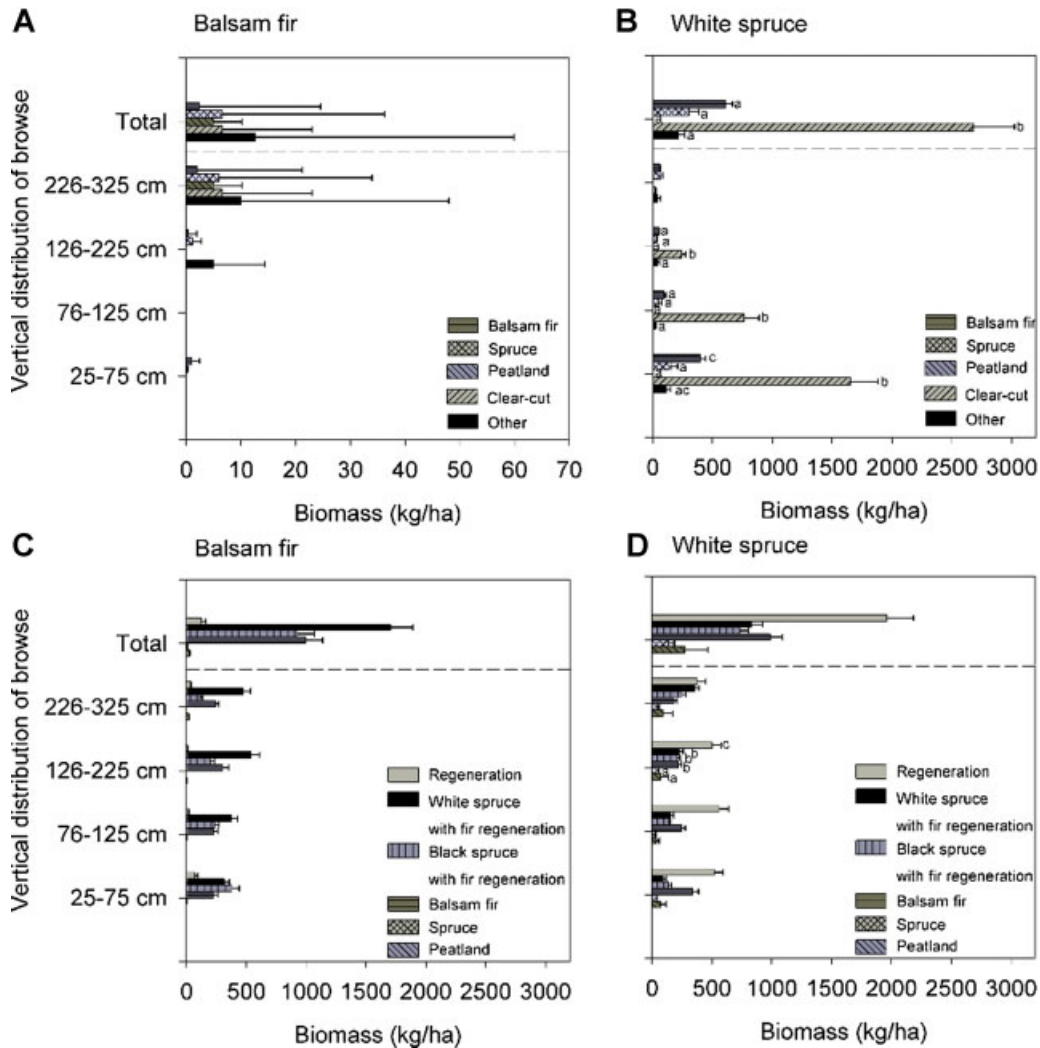 A Balsam fir
B White spruce
Vertical distribution of browse
Total
226-325 cm
126-225 cm
76-125 cm
25-75 cm
Balsam fir
Spruce
Peatland
Clear-cut
Other
0 10 20 30 40 50 60 70
Biomass (kg/ha)
a
a
b
a
a
a
b
a
a
a
b
a
c
a
b
ac
Balsam fir
Spruce
Peatland
Clear-cut
Other
0 500 1000 1500 2000 2500 3000
Biomass (kg/ha)
C Balsam fir
D White spruce
Vertical distribution of browse
Total
226-325 cm
126-225 cm
76-125 cm
25-75 cm
Regeneration
White spruce
with fir regeneration
Black spruce
with fir regeneration
Balsam fir
Spruce
Peatland
0 500 1000 1500 2000 2500 3000
Biomass (kg/ha)
c
b
b
b
a
a
Regeneration
White spruce
with fir regeneration
Black spruce
with fir regeneration
Balsam fir
Spruce
Peatland
0 500 1000 1500 2000 2500 3000
Biomass (kg/ha)